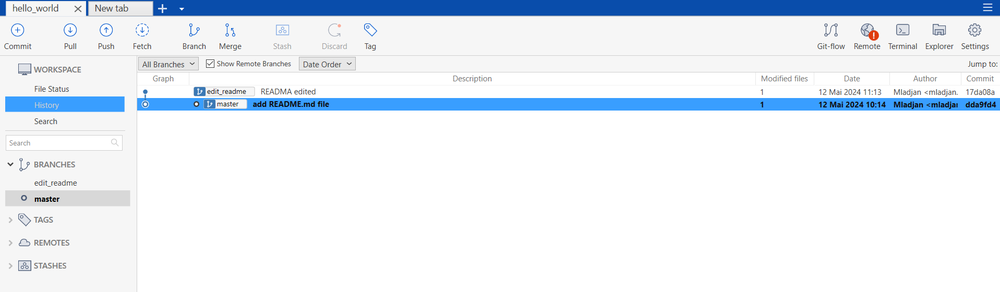 hello_world New tab
Commit Pull Push Fetch Branch Merge Stash Discard Tag Git-flow Remote Terminal Explorer Settings
WORKSPACE
File Status
History
Search
Search
BRANCHES
edit_readme
master
TAGS
REMOTES
STASHES
All Branches Show Remote Branches Date Order Jump to:
Graph Description Modified files Date Author Commit
edit_readme READMA edited 1 12 Mai 2024 11:13 Mladjan <mladjan. 17da08a
master add README.md file 1 12 Mai 2024 10:14 Mladjan <mladjan dda9fd4